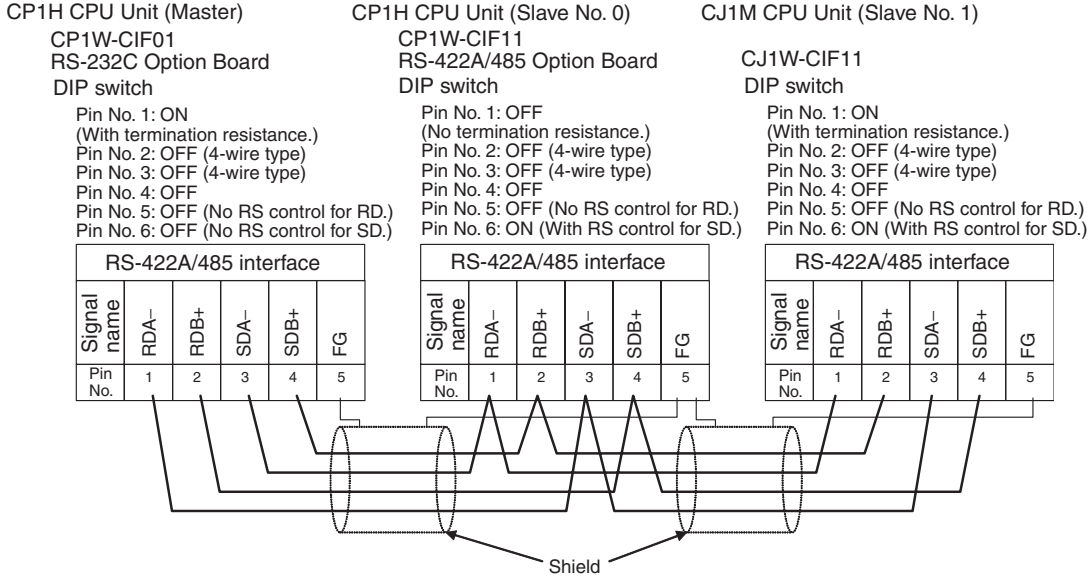 CP1H CPU Unit (Master)
CP1W-CIF01
RS-232C Option Board
DIP switch
Pin No. 1: ON
(With termination resistance.)
Pin No. 2: OFF (4-wire type)
Pin No. 3: OFF (4-wire type)
Pin No. 4: OFF
Pin No. 5: OFF (No RS control for RD.)
Pin No. 6: OFF (No RS control for SD.)
RS-422A/485 interface
Signal name
RDA−
RDB+
SDA−
SDB+
FG
Pin No.
1 2 3 4 5
CP1H CPU Unit (Slave No. 0)
CP1W-CIF11
RS-422A/485 Option Board
DIP switch
Pin No. 1: OFF
(No termination resistance.)
Pin No. 2: OFF (4-wire type)
Pin No. 3: OFF (4-wire type)
Pin No. 4: OFF
Pin No. 5: OFF (No RS control for RD.)
Pin No. 6: ON (With RS control for SD.)
RS-422A/485 interface
Signal name
RDA−
RDB+
SDA−
SDB+
FG
Pin No.
1 2 3 4 5
CJ1M CPU Unit (Slave No. 1)
CJ1W-CIF11
DIP switch
Pin No. 1: ON
(With termination resistance.)
Pin No. 2: OFF (4-wire type)
Pin No. 3: OFF (4-wire type)
Pin No. 4: OFF
Pin No. 5: OFF (No RS control for RD.)
Pin No. 6: ON (With RS control for SD.)
RS-422A/485 interface
Signal name
RDA−
RDB+
SDA−
SDB+
FG
Pin No.
1 2 3 4 5
Shield